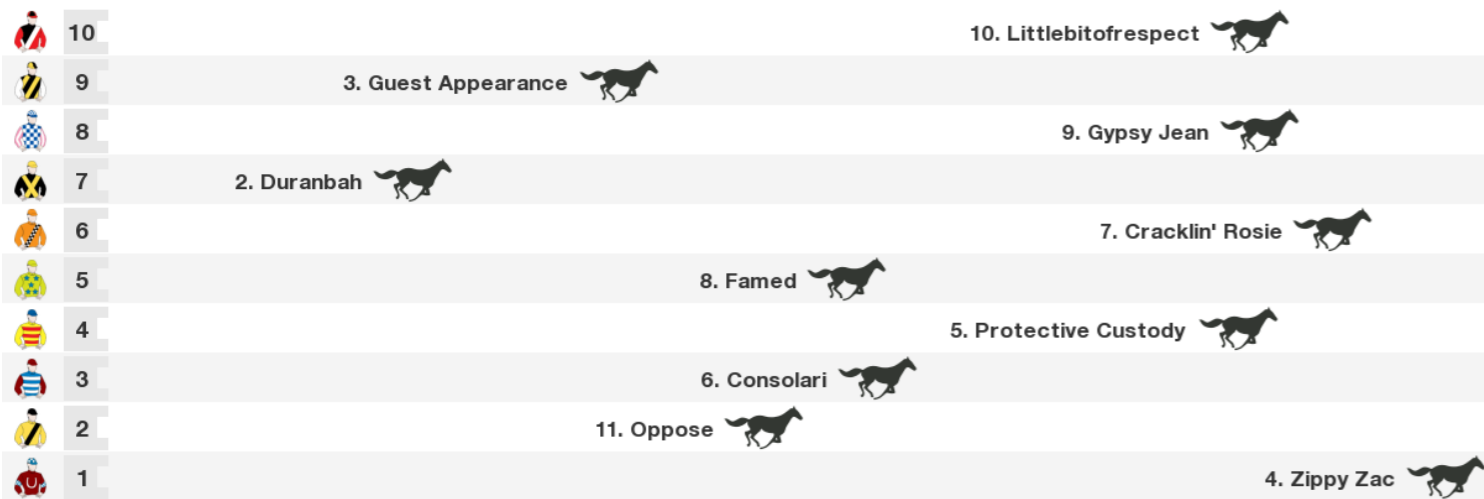 10 10. Littlebitofrespect
9 3. Guest Appearance
8 9. Gypsy Jean
7 2. Duranbah
6 7. Cracklin' Rosie
5 8. Famed
4 5. Protective Custody
3 6. Consolari
2 11. Oppose
1 4. Zippy Zac